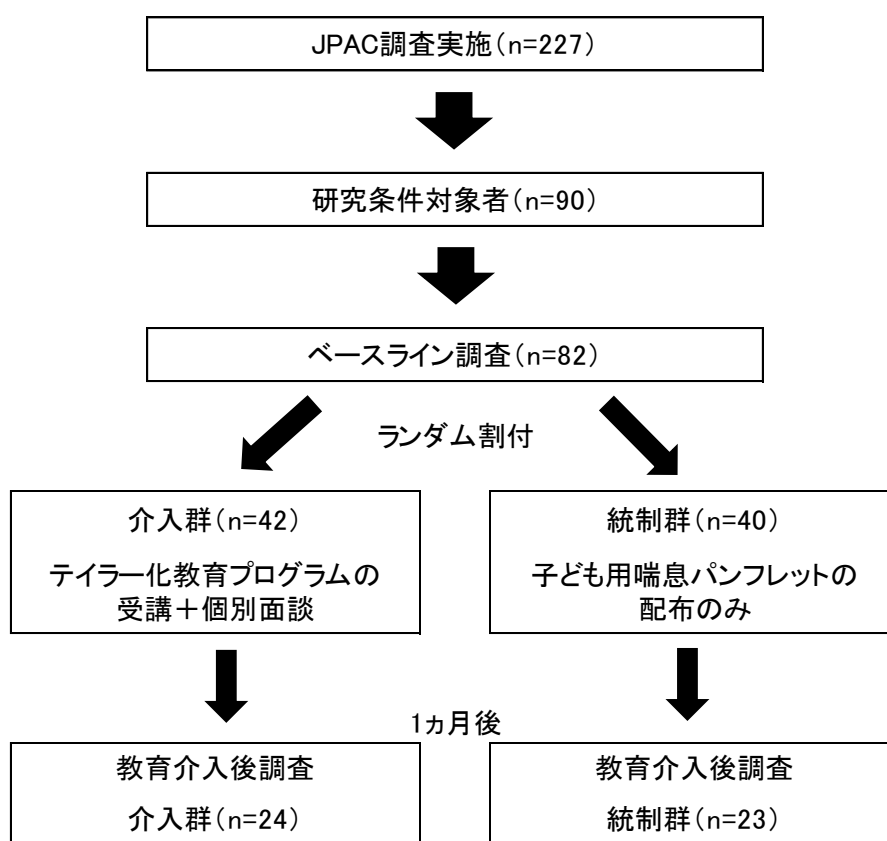 JPAC調査実施（n=227）
研究条件対象者（n=90）
ベースライン調査（n=82）
ランダム割付
介入群（n=42）
テイラー化教育プログラムの
受講＋個別面談
統制群（n=40）
子ども用喘息パンフレットの
配布のみ
1ヵ月後
教育介入後調査
介入群（n=24）
教育介入後調査
統制群（n=23）